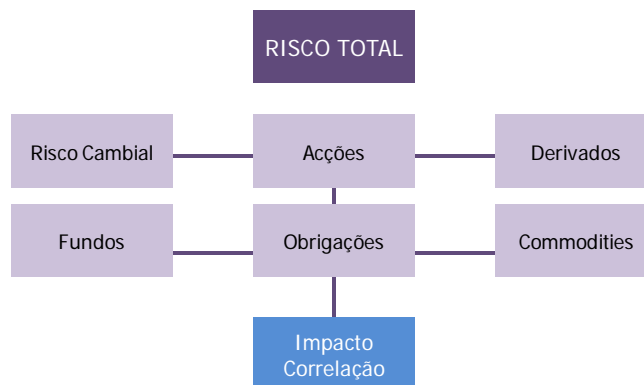 RISCO TOTAL
Risco Cambial
Acções
Derivados
Fundos
Obrigações
Commodities
Impacto
Correlação